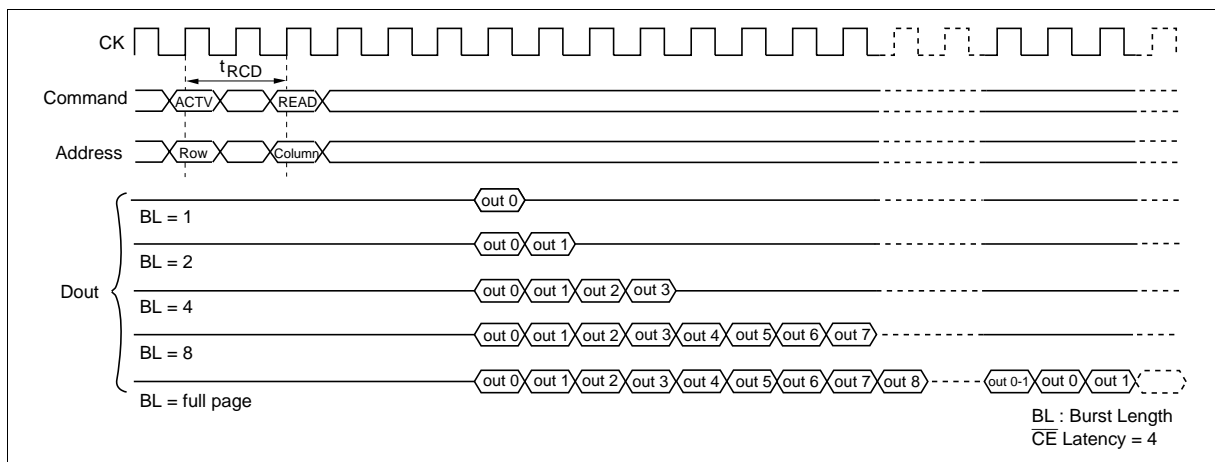 CK
tRCD
Command ACTV READ
Address Row Column
out 0
BL = 1
out 0 out 1
BL = 2
Dout
out 0 out 1 out 2 out 3
BL = 4
out 0 out 1 out 2 out 3 out 4 out 5 out 6 out 7
BL = 8
out 0 out 1 out 2 out 3 out 4 out 5 out 6 out 7 out 8 out 0-1 out 0 out 1
BL = full page
BL : Burst Length
CE Latency = 4